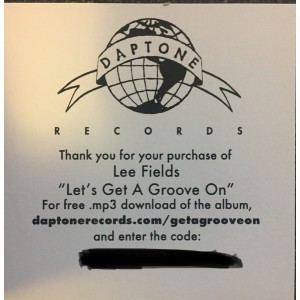 DAPTONE
RECORDS
Thank you for your purchase of
Lee Fields
"Let's Get A Groove On"
For free .mp3 download of the album,
daptonerecords.com/getagrooveon
and enter the code: